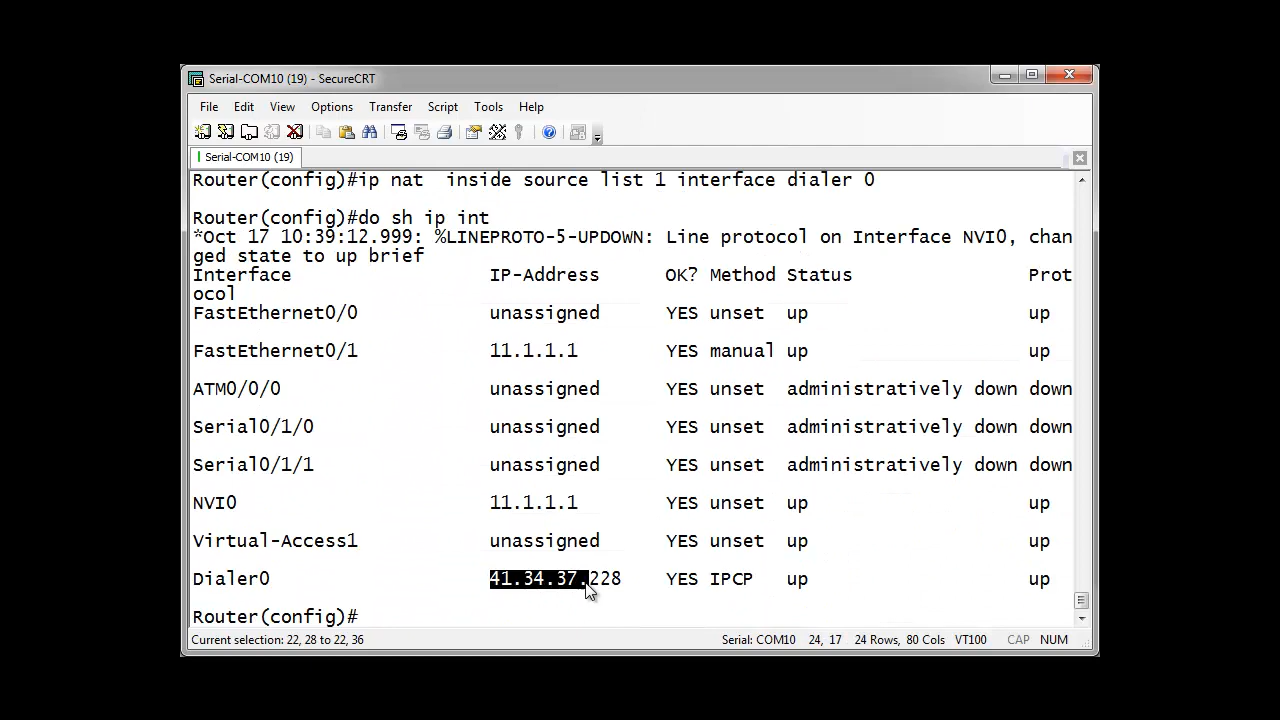 Serial-COM10 (19) - SecureCRT
File Edit View Options Transfer Script Tools Help
Serial-COM10 (19)
Router(config)#ip nat  inside source list 1 interface dialer 0
Router(config)#do sh ip int
*Oct 17 10:39:12.999: %LINEPROTO-5-UPDOWN: Line protocol on Interface NVI0, chan
ged state to up brief
Interface                  IP-Address      OK? Method Status                Prot
ocol
FastEthernet0/0            unassigned      YES unset  up                    up
FastEthernet0/1            11.1.1.1        YES manual up                    up
ATM0/0/0                   unassigned      YES unset  administratively down down
Serial0/1/0                unassigned      YES unset  administratively down down
Serial0/1/1                unassigned      YES unset  administratively down down
NVI0                       11.1.1.1        YES unset  up                    up
Virtual-Access1            unassigned      YES unset  up                    up
Dialer0                    41.34.37.228    YES IPCP   up                    up
Router(config)#
Current selection: 22, 28 to 22, 36 Serial: COM10 24, 17 24 Rows, 80 Cols VT100 CAP NUM